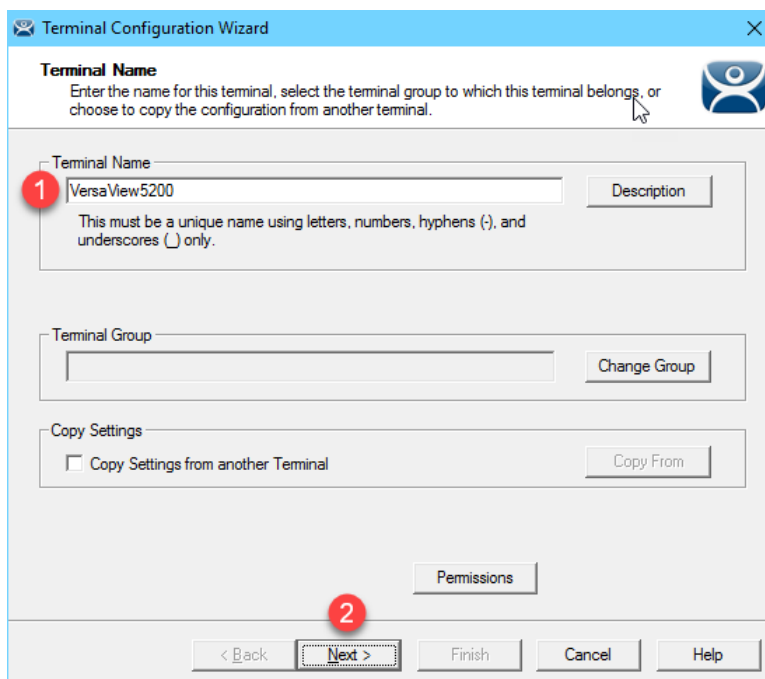 Terminal Configuration Wizard
Terminal Name
Enter the name for this terminal, select the terminal group to which this terminal belongs, or
choose to copy the configuration from another terminal.
Terminal Name
1
VersaView5200
Description
This must be a unique name using letters, numbers, hyphens (-), and
underscores (_) only.
Terminal Group
Change Group
Copy Settings
Copy Settings from another Terminal
Copy From
Permissions
2
< Back
Next >
Finish
Cancel
Help